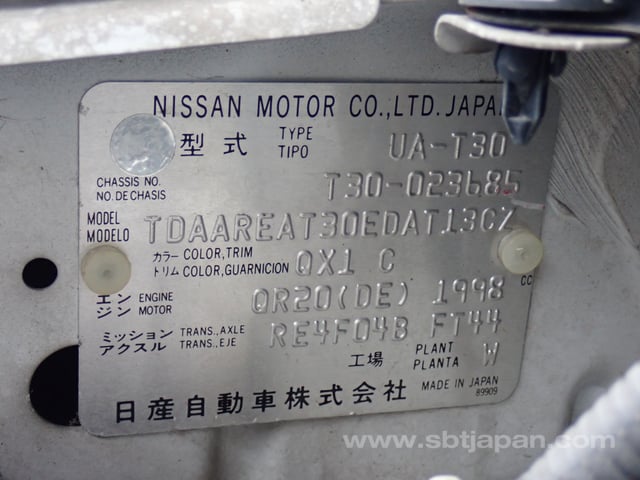 NISSAN MOTOR CO.,LTD. JAPAN
型式 TYPE TIPO UA-T30
CHASSIS NO. NO. DE CHASIS T30-023685
MODEL MODELO TDAAREAT30EDAT13CZ
カラー COLOR, TRIM
トリム COLOR, GUARNICION QX1 C
エンジン ENGINE MOTOR QR20(DE) 1998 CC
ミッション TRANS., AXLE
アクスル TRANS., EJE RE4F04B FT44
工場 PLANT PLANTA W
日産自動車株式会社 MADE IN JAPAN
89909
www.sbtjapan.com